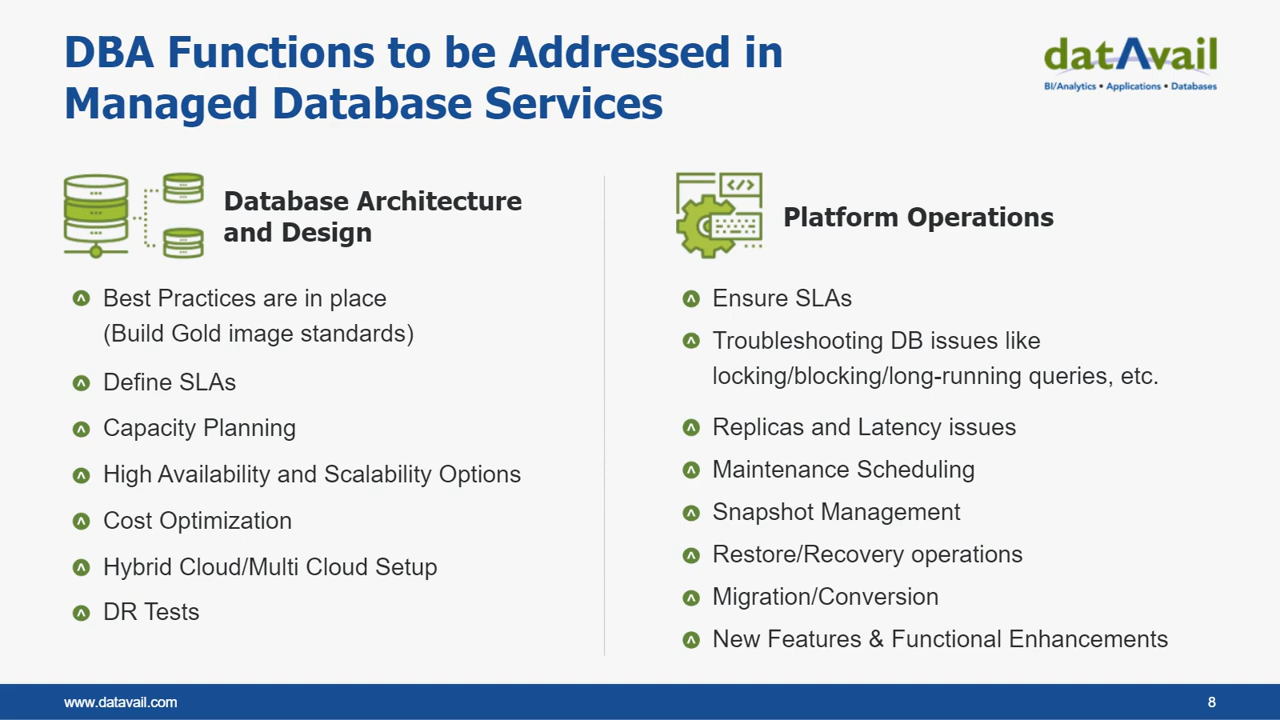 DBA Functions to be Addressed in
Managed Database Services
datAvail
BI/Analytics • Applications • Databases
Database Architecture
and Design
Best Practices are in place
(Build Gold image standards)
Define SLAs
Capacity Planning
High Availability and Scalability Options
Cost Optimization
Hybrid Cloud/Multi Cloud Setup
DR Tests
</>
Platform Operations
Ensure SLAs
Troubleshooting DB issues like
locking/blocking/long-running queries, etc.
Replicas and Latency issues
Maintenance Scheduling
Snapshot Management
Restore/Recovery operations
Migration/Conversion
New Features & Functional Enhancements
www.datavail.com
8